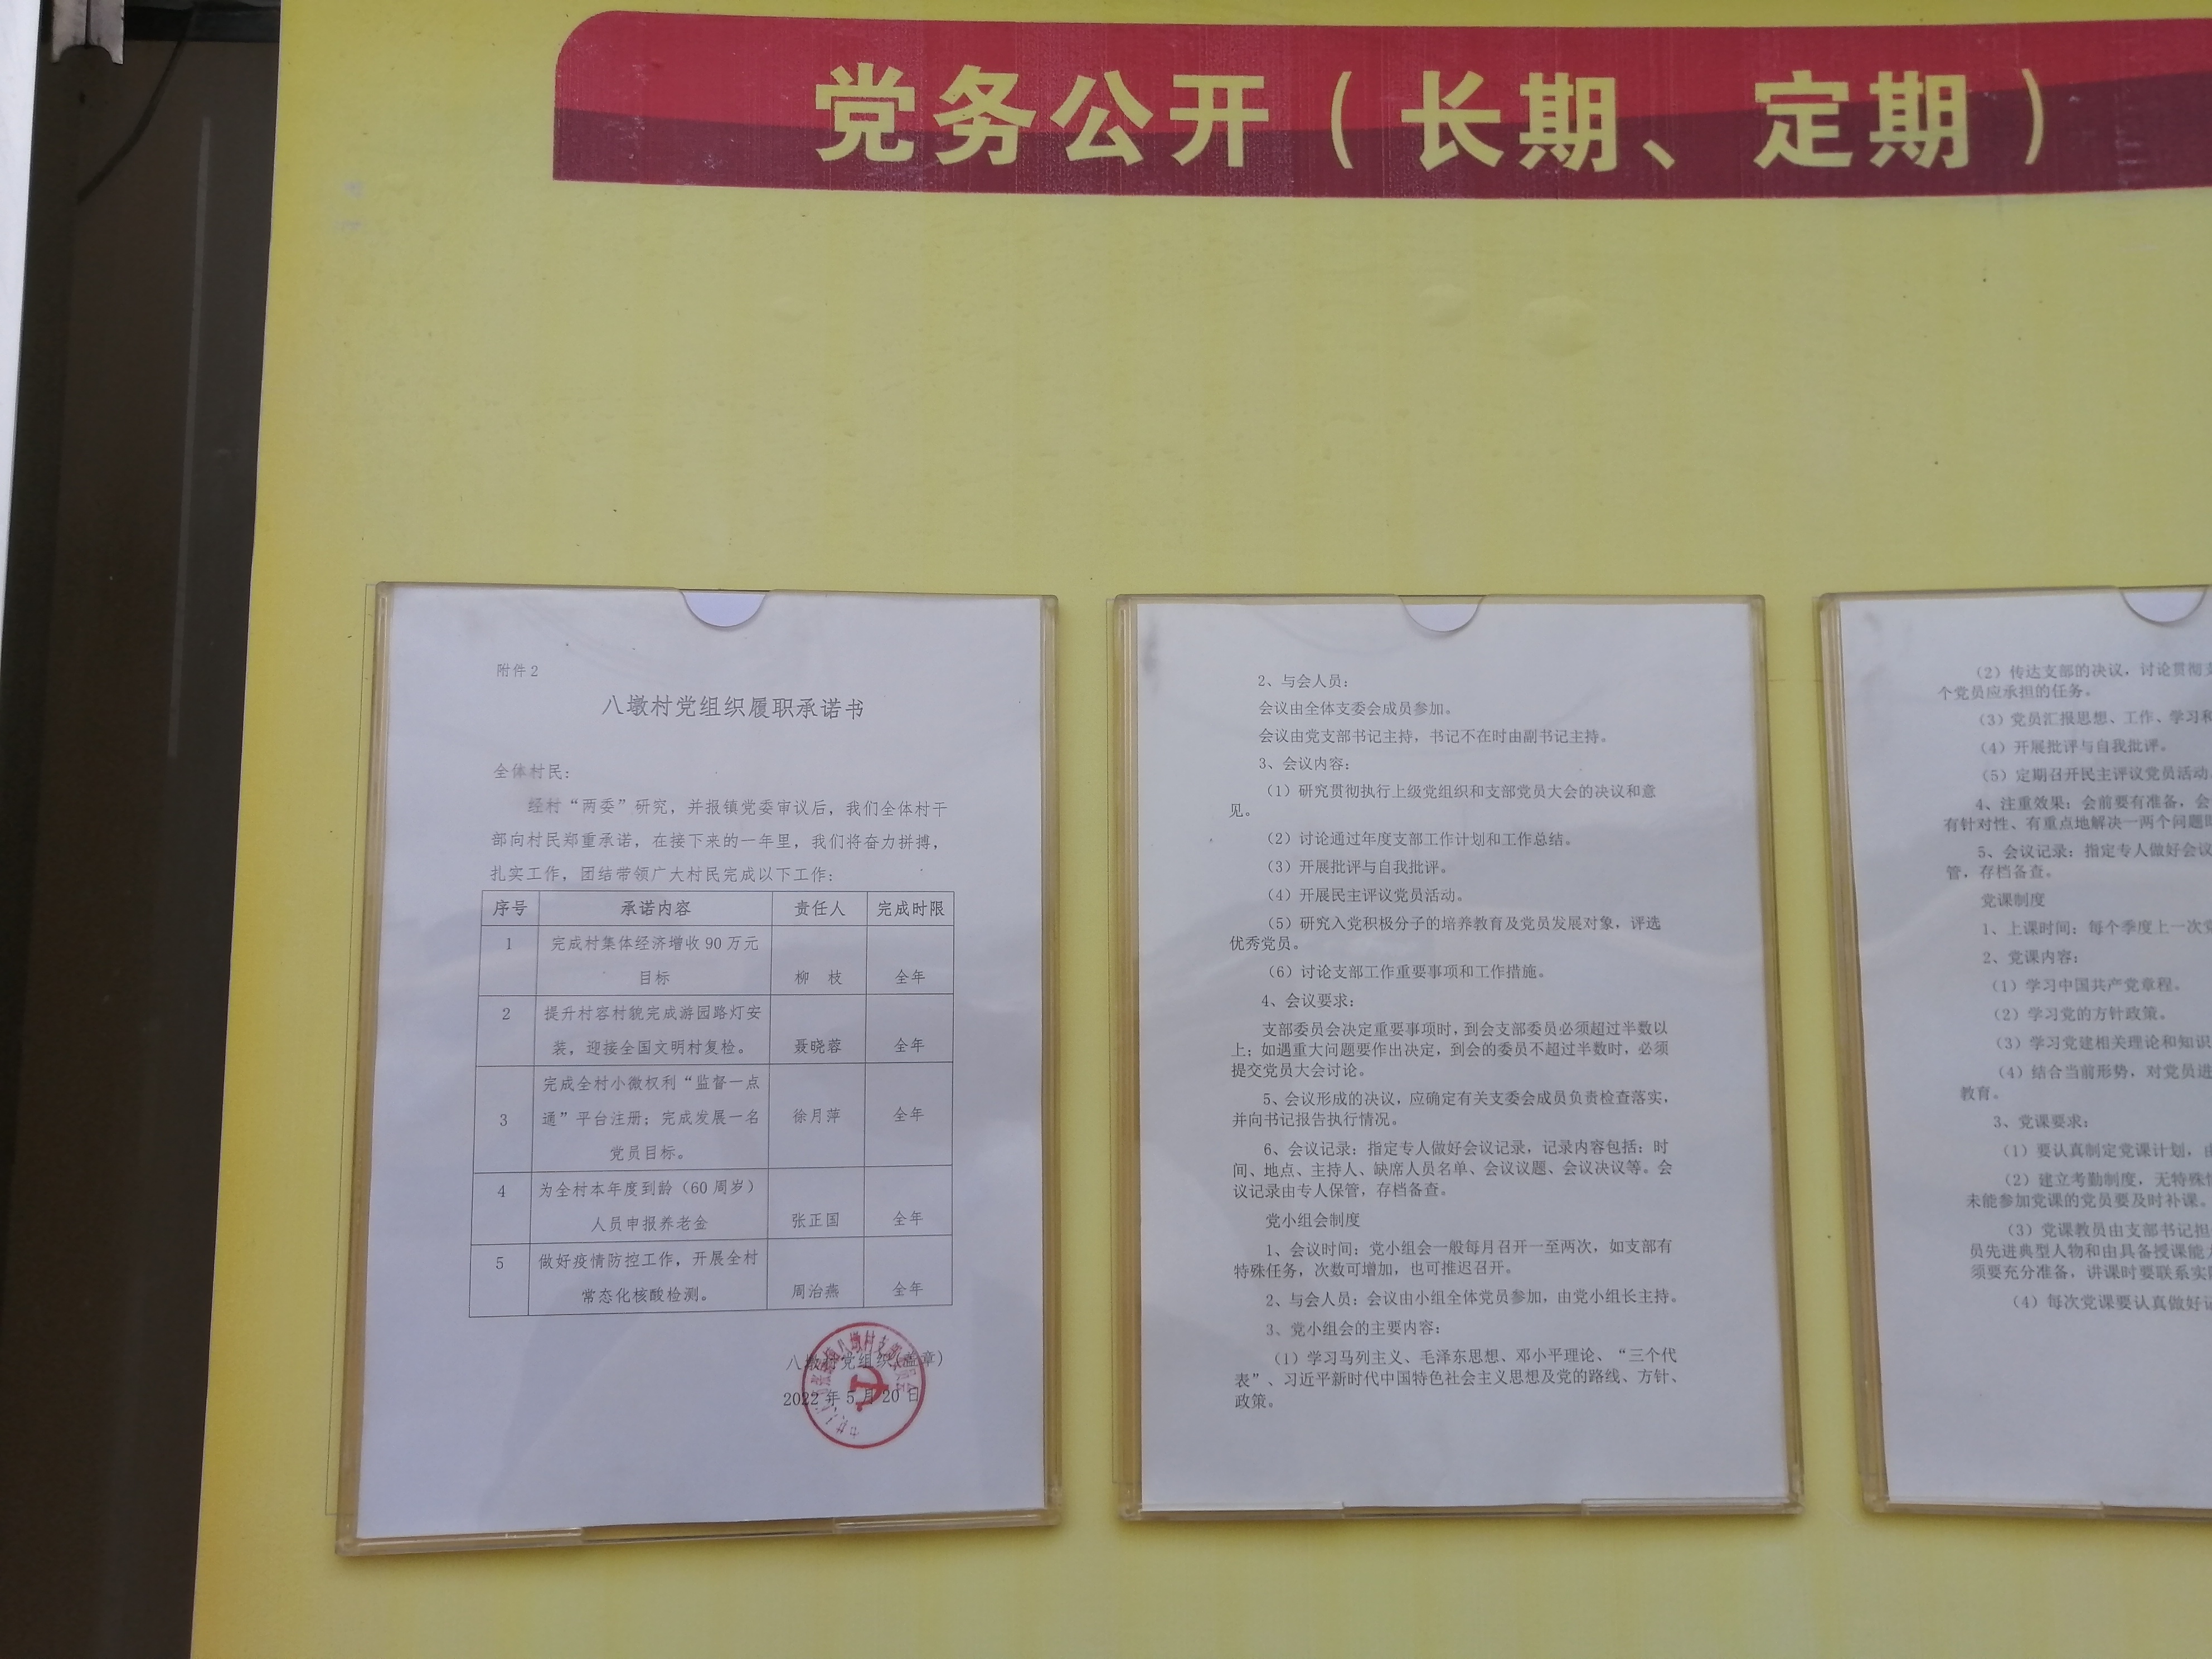 党务公开（长期、定期）
附件2
八墩村党组织履职承诺书
全体村民：
经村“两委”研究，并报镇党委审议后，我们全体村干
部向村民郑重承诺，在接下来的一年里，我们将奋力拼搏，
扎实工作，团结带领广大村民完成以下工作：
序号 承诺内容 责任人 完成时限
1 完成村集体经济增收90万元
目标 柳 枝 全年
2 提升村容村貌完成游园路灯安
装，迎接全国文明村复检。 聂晓蓉 全年
完成全村小微权利“监督一点
3 通”平台注册；完成发展一名 徐月萍 全年
党员目标。
4 为全村本年度到龄（60周岁）
人员申报养老金 张正国 全年
5 做好疫情防控工作，开展全村
常态化核酸检测。 周治燕 全年
八墩村党组织（盖章）
2022年5月20日
2、与会人员：
会议由全体支委会成员参加。
会议由党支部书记主持，书记不在时由副书记主持。
3、会议内容：
（1）研究贯彻执行上级党组织和支部党员大会的决议和意
见。
（2）讨论通过年度支部工作计划和工作总结。
（3）开展批评与自我批评。
（4）开展民主评议党员活动。
（5）研究入党积极分子的培养教育及党员发展对象，评选
优秀党员。
（6）讨论支部工作重要事项和工作措施。
4、会议要求：
支部委员会决定重要事项时，到会支部委员必须超过半数以
上；如遇重大问题要作出决定，到会的委员不超过半数时，必须
提交党员大会讨论。
5、会议形成的决议，应确定有关支委会成员负责检查落实，
并向书记报告执行情况。
6、会议记录：指定专人做好会议记录，记录内容包括：时
间、地点、主持人、缺席人员名单、会议议题、会议决议等。会
议记录由专人保管，存档备查。
党小组会制度
1、会议时间：党小组会一般每月召开一至两次，如支部有
特殊任务，次数可增加，也可推迟召开。
2、与会人员：会议由小组全体党员参加，由党小组长主持。
3、党小组会的主要内容：
（1）学习马列主义、毛泽东思想、邓小平理论、“三个代
表”、习近平新时代中国特色社会主义思想及党的路线、方针、
政策。
（2）传达支部的决议，讨论贯彻
个党员应承担的任务。
（3）党员汇报思想、工作、学习和
（4）开展批评与自我批评。
（5）定期召开民主评议党员活动
4、注重效果：会前要有准备，会
有针对性、有重点地解决一两个问题
5、会议记录：指定专人做好会议
管，存档备查。
党课制度
1、上课时间：每个季度上一次党
2、党课内容：
（1）学习中国共产党章程。
（2）学习党的方针政策。
（3）学习党建相关理论和知识
（4）结合当前形势，对党员进
教育。
3、党课要求：
（1）要认真制定党课计划，由
（2）建立考勤制度，无特殊
未能参加党课的党员要及时补课。
（3）党课教员由支部书记担
员先进典型人物和由具备授课能
须要充分准备，讲课时要联系实
（4）每次党课要认真做好